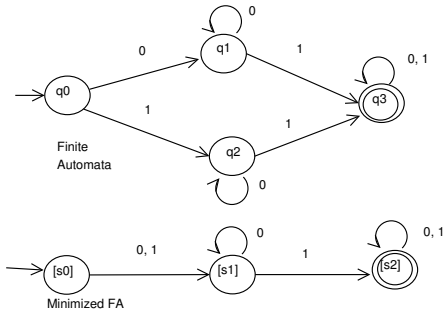 0
q1
0
1
0, 1
q0
q3
1
1
q2
Finite
Automata
0
0, 1
0
0, 1
[s0]
[s1]
1
[s2]
Minimized FA